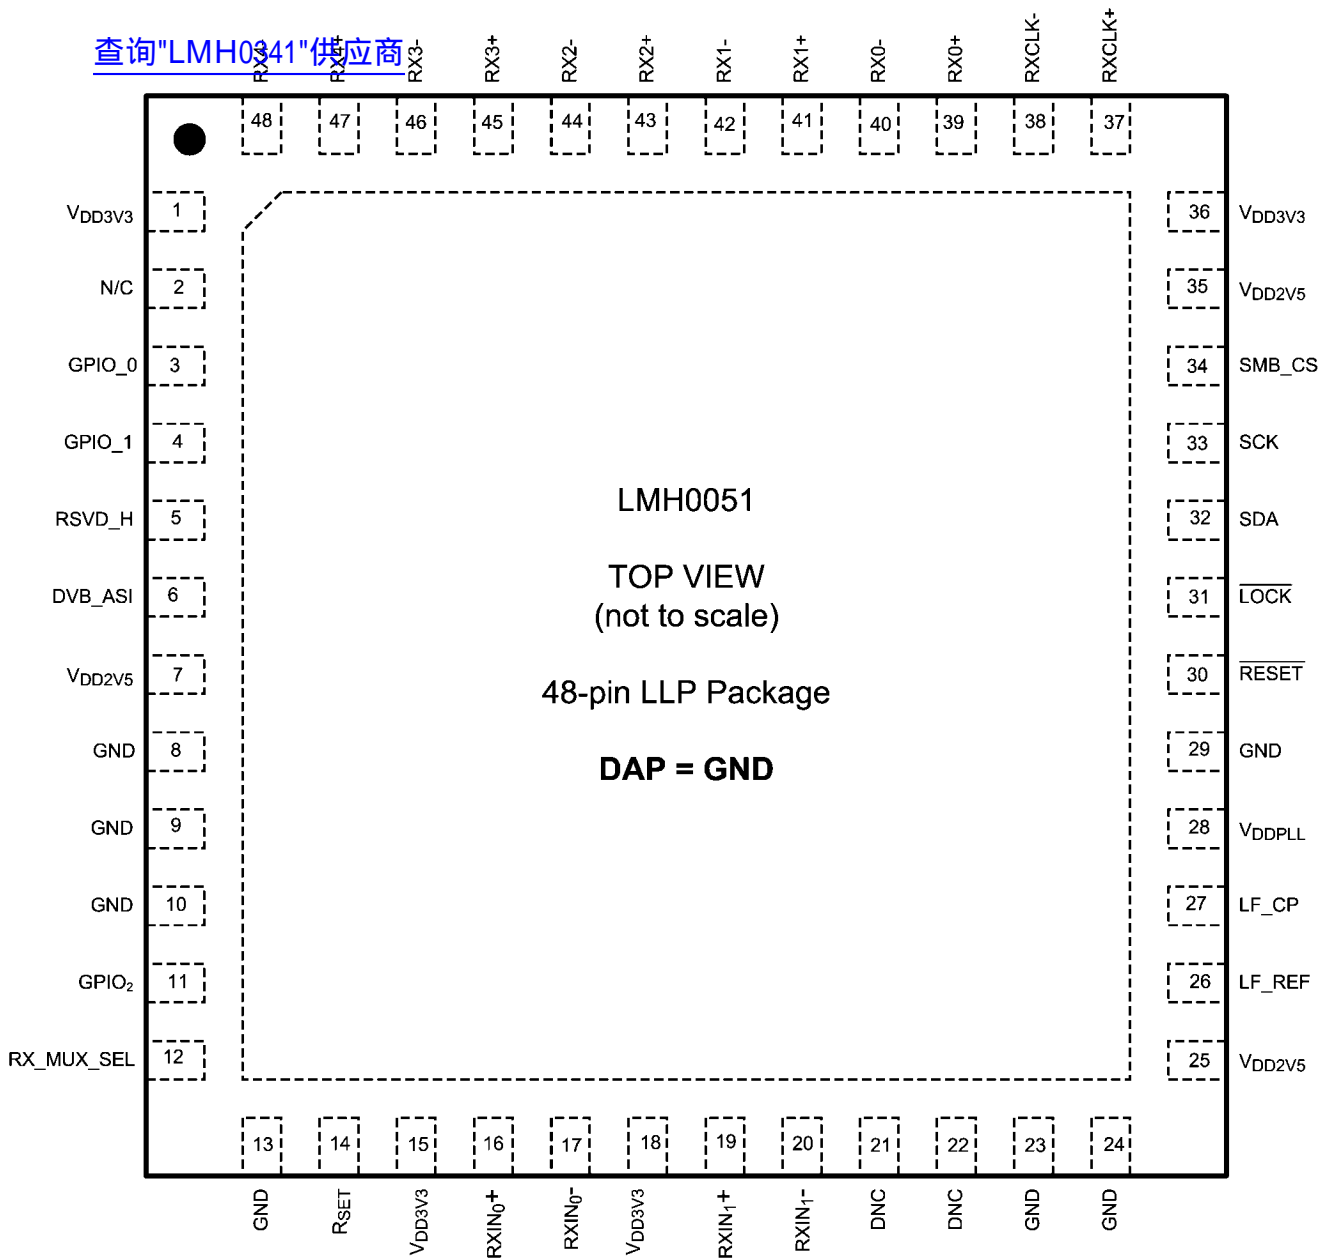 查询"LMH0341"供应商
RX4-
RX4+
RX3-
RX3+
RX2-
RX2+
RX1-
RX1+
RX0-
RX0+
RXCLK-
RXCLK+
48 47 46 45 44 43 42 41 40 39 38 37
VDD3V3 1
N/C 2
GPIO_0 3
GPIO_1 4
RSVD_H 5
DVB_ASI 6
VDD2V5 7
GND 8
GND 9
GND 10
GPIO2 11
RX_MUX_SEL 12
LMH0051
TOP VIEW
(not to scale)
48-pin LLP Package
DAP = GND
36 VDD3V3
35 VDD2V5
34 SMB_CS
33 SCK
32 SDA
31 LOCK
30 RESET
29 GND
28 VDDPLL
27 LF_CP
26 LF_REF
25 VDD2V5
13 14 15 16 17 18 19 20 21 22 23 24
GND
RSET
VDD3V3
RXIN0+
RXIN0-
VDD3V3
RXIN1+
RXIN1-
DNC
DNC
GND
GND